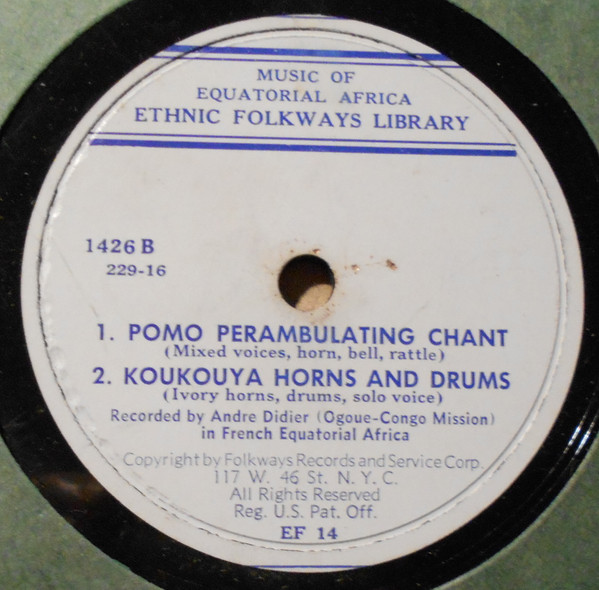 MUSIC OF
EQUATORIAL AFRICA
ETHNIC FOLKWAYS LIBRARY
1426 B
229-16
1. POMO PERAMBULATING CHANT
(Mixed voices, horn, bell, rattle)
2. KOUKOUYA HORNS AND DRUMS
(Ivory horns, drums, solo voice)
Recorded by Andre Didier (Ogoue-Congo Mission)
in French Equatorial Africa
Copyright by Folkways Records and Service Corp.
117 W. 46 St. N. Y. C.
All Rights Reserved
Reg. U.S. Pat. Off.
EF 14